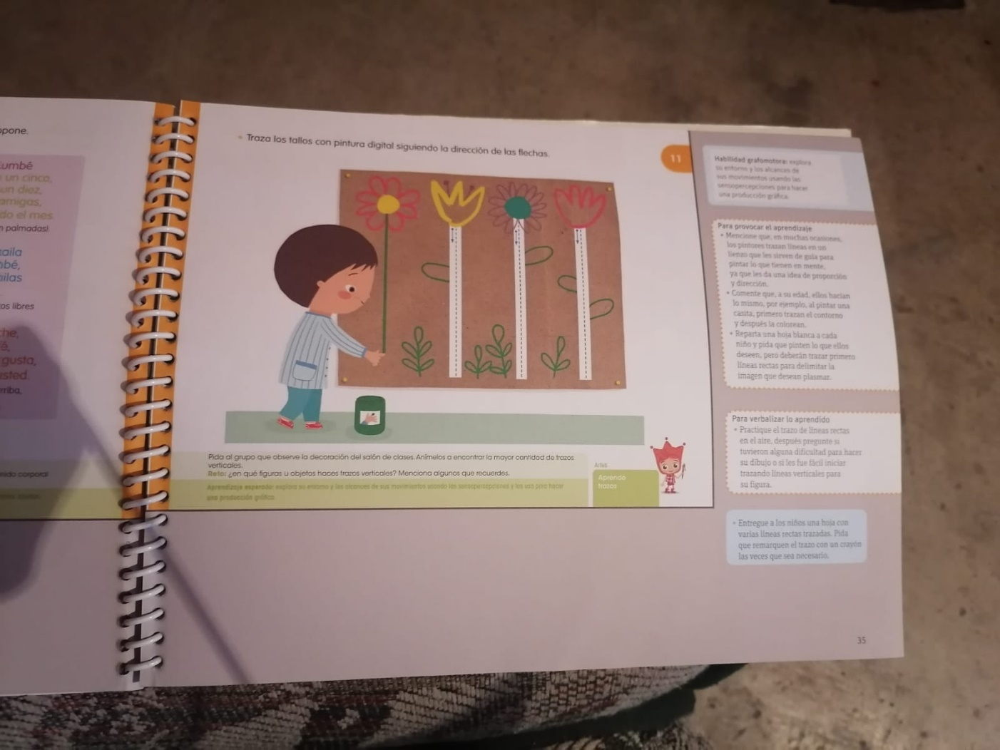 pone.
umbé
un cinco,
un diez,
amigas,
do el mes.
n palmadas!
naila
mbé,
nilas
os libres
he,
gusta,
usted.
rriba,
nido corporal
• Traza los tallos con pintura digital siguiendo la dirección de las flechas.
11
Pida al grupo que observe la decoración del salón de clases. Anímelos a encontrar la mayor cantidad de trazos
verticales.
Reto: ¿en qué figuras u objetos haces trazos verticales? Menciona algunos que recuerdes.
Aprendizaje esperado: explora su entorno y los alcances de sus movimientos usando las sensopercepciones y los usa para hacer
una producción gráfica.
Artes
Aprendo
trazos
Habilidad grafomotora: explora
su entorno y los alcances de
sus movimientos usando las
sensopercepciones para hacer
una producción gráfica.
Para provocar el aprendizaje
• Mencione que, en muchas ocasiones,
los pintores trazan líneas en un
lienzo que les sirven de guía para
pintar lo que tienen en mente,
ya que les da una idea de proporción
y dirección.
• Comente que, a su edad, ellos hacían
lo mismo, por ejemplo, al pintar una
casita, primero trazan el contorno
y después la colorean.
• Reparta una hoja blanca a cada
niño y pida que pinten lo que ellos
deseen, pero deberán trazar primero
líneas rectas para delimitar la
imagen que desean plasmar.
Para verbalizar lo aprendido
• Practique el trazo de líneas rectas
en el aire, después pregunte si
tuvieron alguna dificultad para hacer
su dibujo o si les fue fácil iniciar
trazando líneas verticales para
su figura.
• Entregue a los niños una hoja con
varias líneas rectas trazadas. Pida
que remarquen el trazo con un crayón
las veces que sea necesario.
35